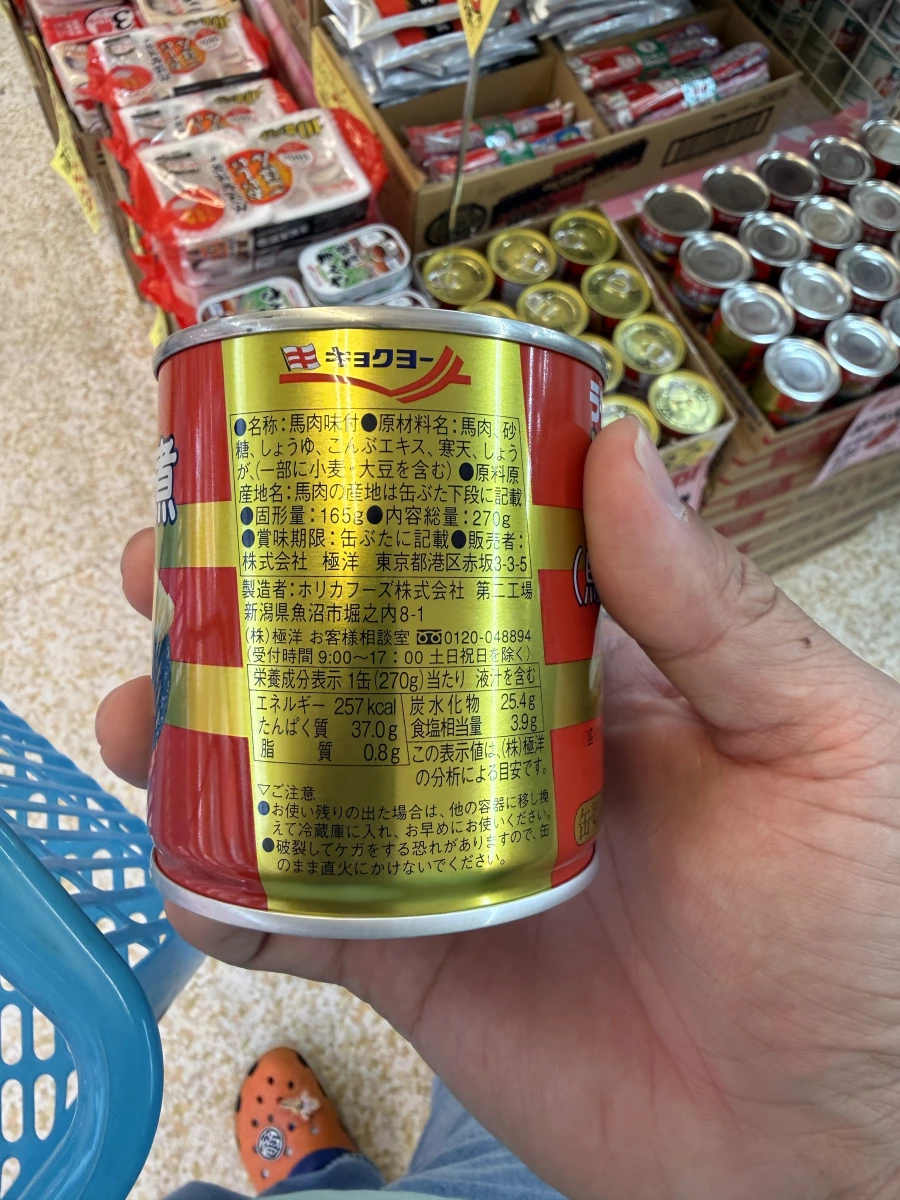 キョクヨー
●名称:馬肉味付●原材料名:馬肉、砂
糖、しょうゆ、こんぶエキス、寒天、しょう
が、(一部に小麦・大豆を含む) ●原料原
産地名:馬肉の産地は缶ぶた下段に記載
●固形量:165g●内容総量:270g
●賞味期限:缶ぶたに記載●販売者:
株式会社 極洋 東京都港区赤坂3-3-5
製造者:ホリカフーズ株式会社 第二工場
新潟県魚沼市堀之内8-1
(株)極洋 お客様相談室 0120-048894
(受付時間 9:00〜17:00 土日祝日を除く)
栄養成分表示 1缶(270g)当たり 液汁を含む
エネルギー 257kcal 炭水化物 25.4g
たんぱく質 37.0g 食塩相当量 3.9g
脂質 0.8g この表示値は、(株)極洋
の分析による目安です。
▽ご注意
●お使い残りの出た場合は、他の容器に移し換
えて冷蔵庫に入れ、お早めにお使いください。
●破裂してケガをする恐れがありますので、缶
のまま直火にかけないでください。
煮